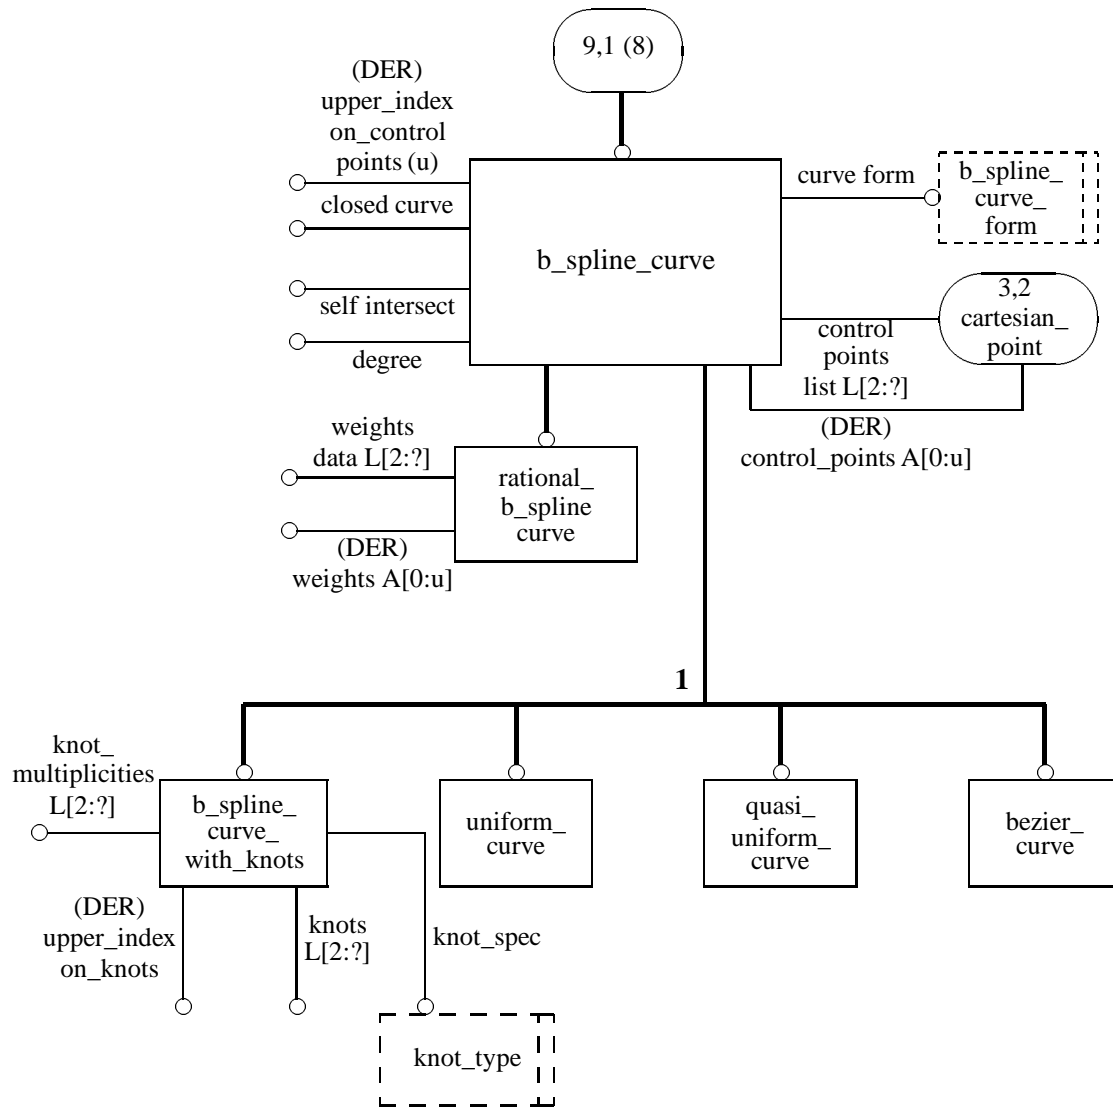 9,1 (8)
(DER)
upper_index
on_control
points (u)
closed curve
self intersect
degree
b_spline_curve
curve form
b_spline_
curve_
form
3,2
cartesian_
point
control
points
list L[2:?]
(DER)
control_points A[0:u]
weights
data L[2:?]
(DER)
weights A[0:u]
rational_
b_spline
curve
1
knot_
multiplicities
L[2:?]
b_spline_
curve_
with_knots
uniform_
curve
quasi_
uniform_
curve
bezier_
curve
(DER)
upper_index
on_knots
knots
L[2:?]
knot_spec
knot_type